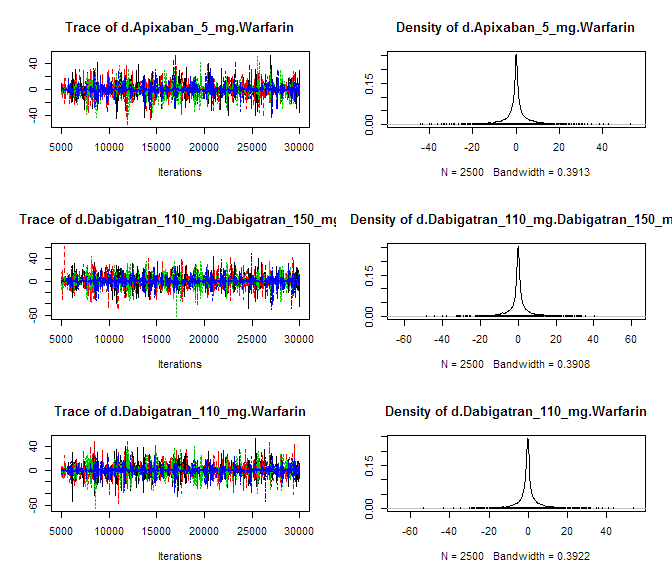 Trace of d.Apixaban_5_mg.Warfarin
40
0
-40
5000 10000 15000 20000 25000 30000
Iterations
Density of d.Apixaban_5_mg.Warfarin
0.15
0.00
-40 -20 0 20 40
N = 2500 Bandwidth = 0.3913
Trace of d.Dabigatran_110_mg.Dabigatran_150_mg
40
0
-60
5000 10000 15000 20000 25000 30000
Iterations
Density of d.Dabigatran_110_mg.Dabigatran_150_m
0.15
0.00
-60 -40 -20 0 20 40 60
N = 2500 Bandwidth = 0.3908
Trace of d.Dabigatran_110_mg.Warfarin
40
0
-60
5000 10000 15000 20000 25000 30000
Iterations
Density of d.Dabigatran_110_mg.Warfarin
0.15
0.00
-60 -40 -20 0 20 40
N = 2500 Bandwidth = 0.3922